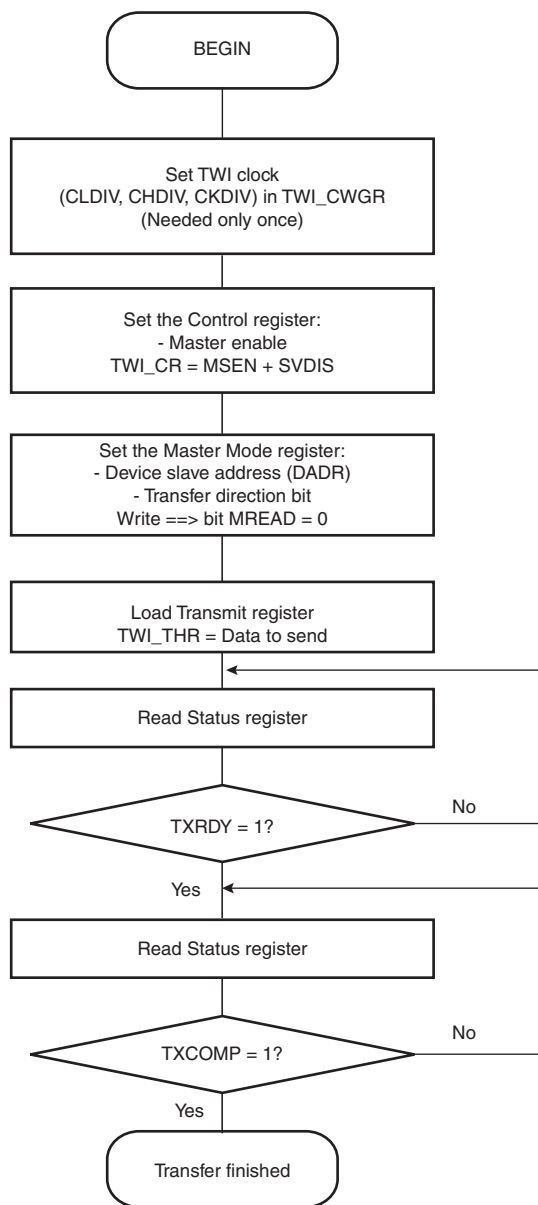 BEGIN
Set TWI clock
(CLDIV, CHDIV, CKDIV) in TWI_CWGR
(Needed only once)
Set the Control register:
- Master enable
TWI_CR = MSEN + SVDIS
Set the Master Mode register:
- Device slave address (DADR)
- Transfer direction bit
Write ==> bit MREAD = 0
Load Transmit register
TWI_THR = Data to send
Read Status register
TXRDY = 1?
No
Yes
Read Status register
TXCOMP = 1?
No
Yes
Transfer finished